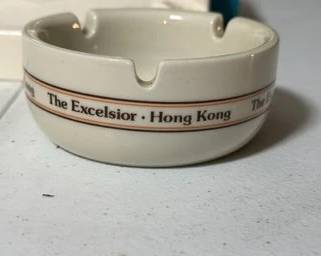 The Excelsior · Hong Kong